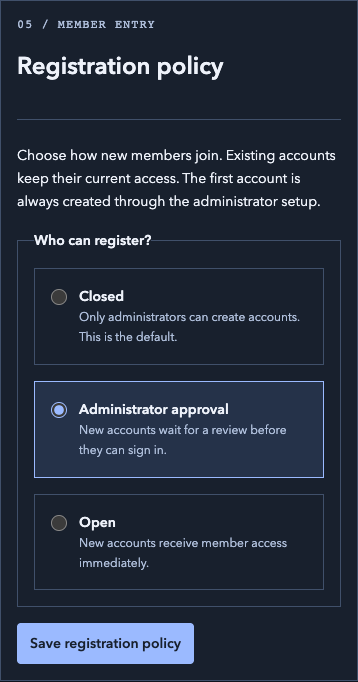 05 / MEMBER ENTRY
Registration policy
Choose how new members join. Existing accounts
keep their current access. The first account is
always created through the administrator setup.
Who can register?
Closed
Only administrators can create accounts.
This is the default.
Administrator approval
New accounts wait for a review before
they can sign in.
Open
New accounts receive member access
immediately.
Save registration policy